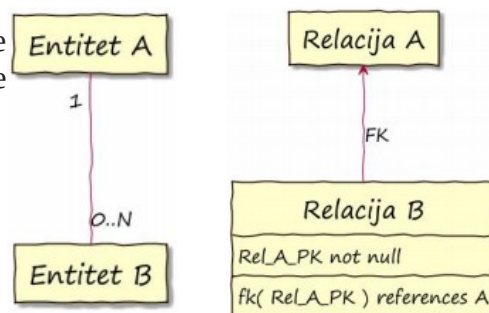 e
e
Entitet A
1
0..N
Entitet B
Relacija A
FK
Relacija B
Rel_A_PK not null
fk( Rel_A_PK ) references A